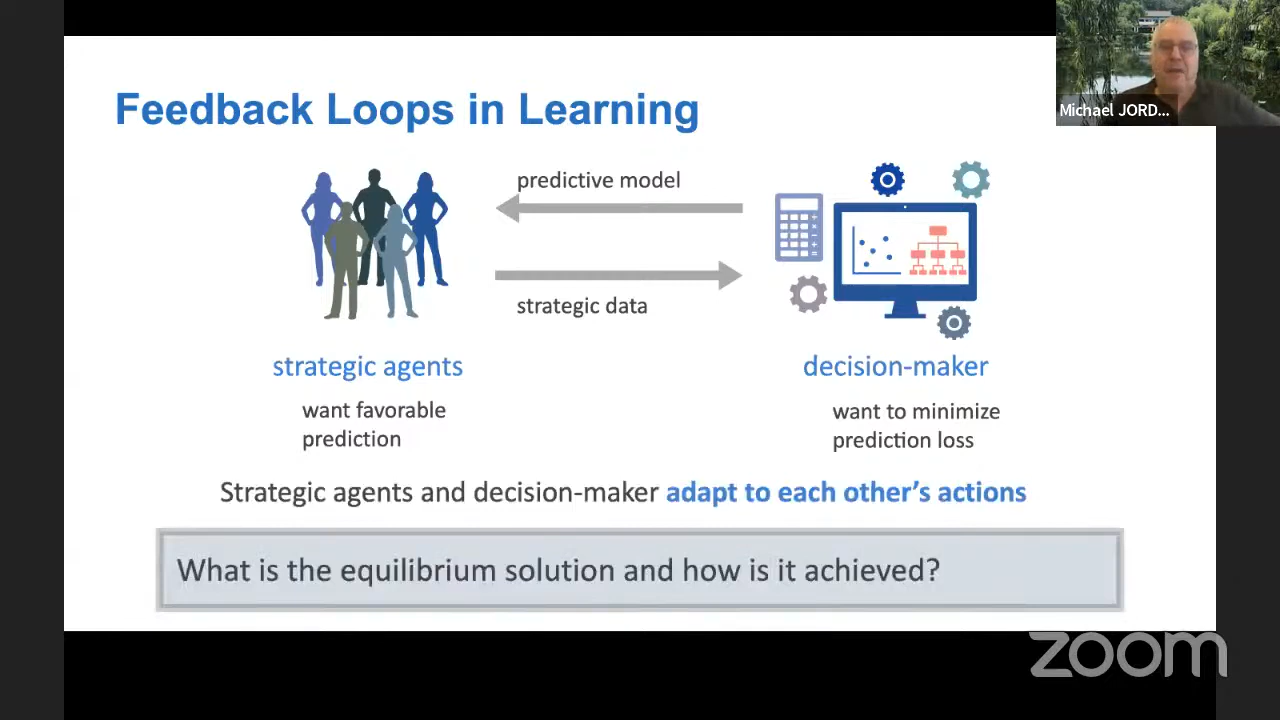 Feedback Loops in Learning
Michael JORD...
predictive model
strategic data
strategic agents
decision-maker
want favorable
prediction
want to minimize
prediction loss
Strategic agents and decision-maker adapt to each other's actions
What is the equilibrium solution and how is it achieved?
zoom